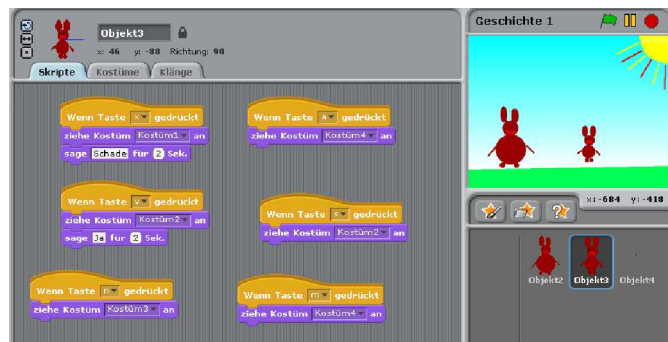 Objekt3
x: 46 y: -88 Richtung: 90
Skripte Kostüme Klänge
Geschichte 1
Wenn Taste x gedrückt
ziehe Kostüm Kostüm1 an
sage Schade für 2 Sek.
Wenn Taste a gedrückt
ziehe Kostüm Kostüm4 an
Wenn Taste v gedrückt
ziehe Kostüm Kostüm2 an
sage Ja für 2 Sek.
Wenn Taste gedrückt
ziehe Kostüm Kostüm2 an
Wenn Taste n gedrückt
ziehe Kostüm Kostüm3 an
Wenn Taste m gedrückt
ziehe Kostüm Kostüm4 an
x: -684 y: -418
Objekt2 Objekt3 Objekt4